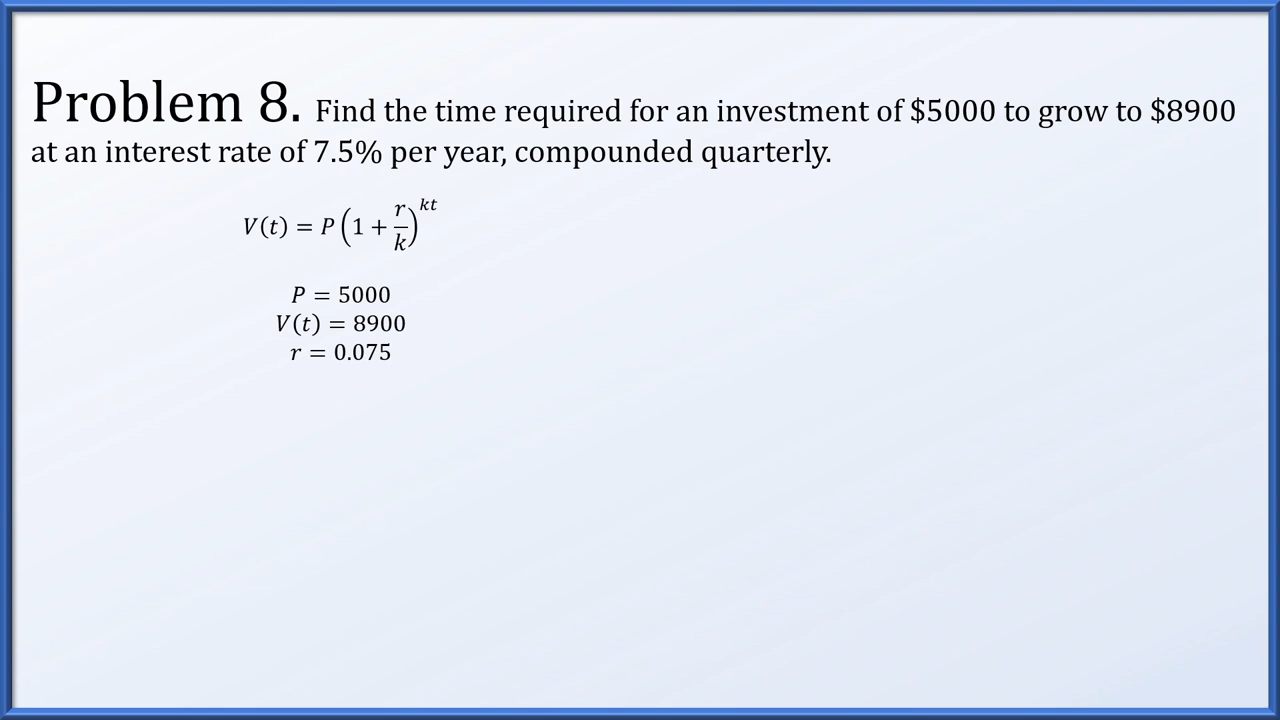 Problem 8. Find the time required for an investment of $5000 to grow to $8900
at an interest rate of 7.5% per year, compounded quarterly.
V(t) = P(1 + r/k)^kt
P = 5000
V(t) = 8900
r = 0.075